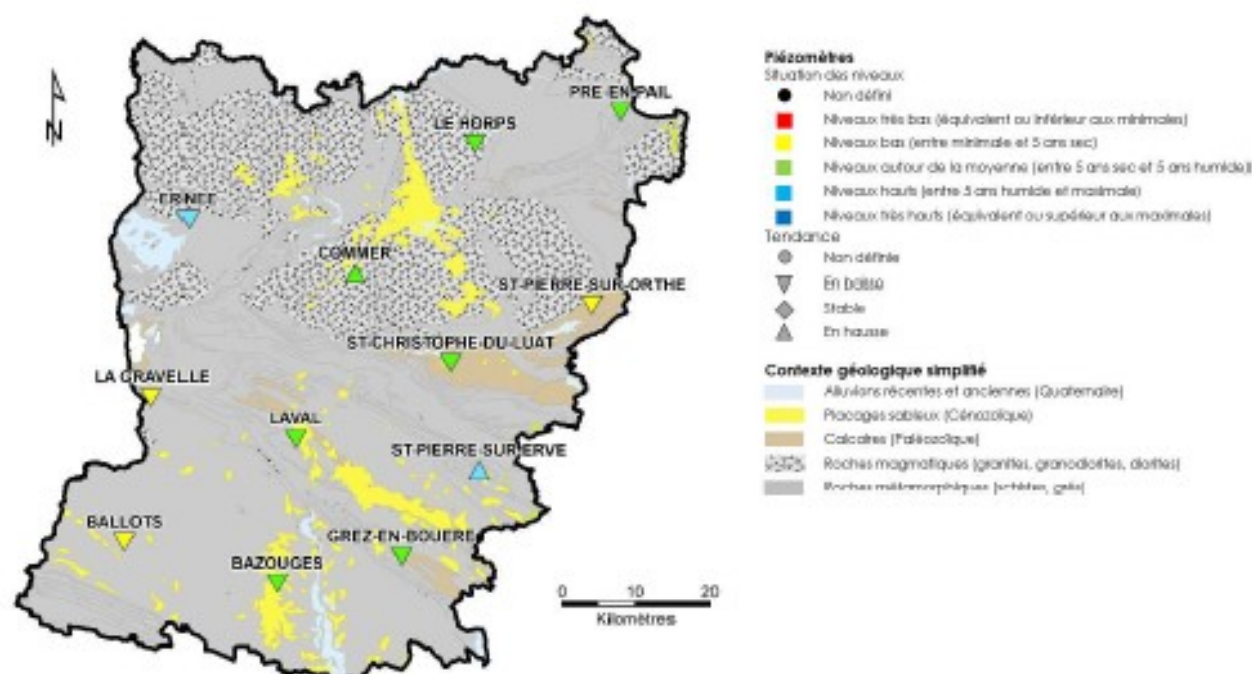 N
PRE-EN-PAIL
LE HORPS
ERNEE
COMMER
ST-PIERRE-SUR-ORTHE
ST-CHRISTOPHE-DU-LUAT
LA GRAVELLE
LAVAL
ST-PIERRE-SUR-ERVE
BALLOTS
GREZ-EN-BOUERE
BAZOUGES
0 10 20
Kilomètres
Piézomètres
Situation des niveaux
Non défini
Niveaux très bas (équivalent ou inférieur aux minimales)
Niveaux bas (entre minimale et 5 ans sec)
Niveaux autour de la moyenne (entre 5 ans sec et 5 ans humide)
Niveaux hauts (entre 5 ans humide et maximale)
Niveaux très hauts (équivalent ou supérieur aux maximales)
Tendance
Non définie
En baisse
Stable
En hausse
Contexte géologique simplifié
Alluvions récentes et anciennes (Quaternaire)
Placages sableux (Cénozoïque)
Calcaires (Paléozoïque)
Roches magmatiques (granites, granodiorites, diorites)
Roches métamorphiques (schistes, grès)